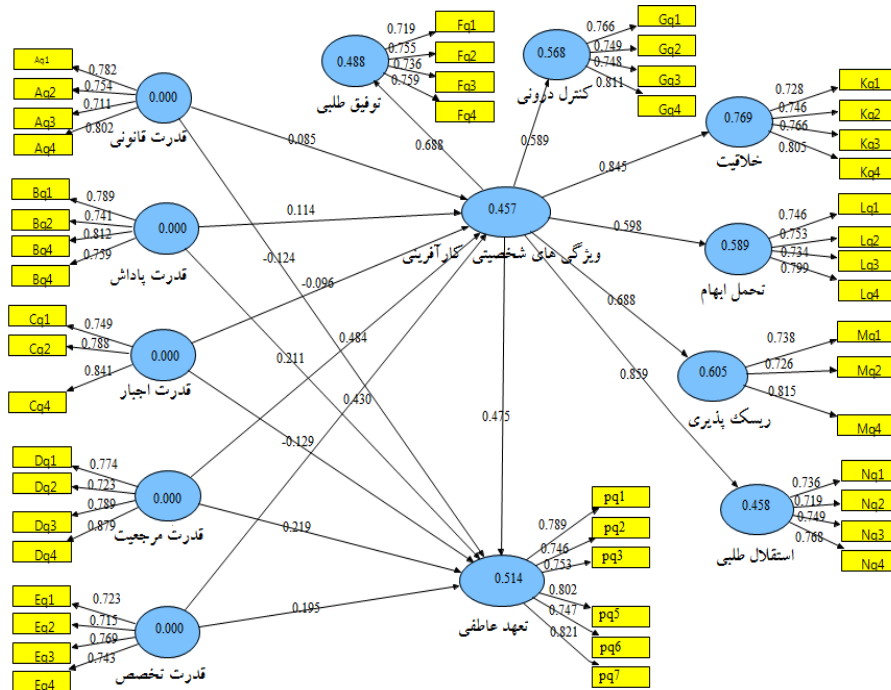 Aq1
Aq2
Aq3
Aq4
0.782
0.754
0.711
0.802
0.000
قدرت قانونی
Bq1
Bq2
Bq4
Bq4
0.789
0.741
0.812
0.759
0.000
قدرت پاداش
Cq1
Cq2
Cq4
0.749
0.788
0.841
0.000
قدرت اجبار
Dq1
Dq2
Dq3
Dq4
0.774
0.723
0.789
0.879
0.000
قدرت مرجعیت
Eq1
Eq2
Eq3
Eq4
0.723
0.715
0.769
0.743
0.000
قدرت تخصص
0.085
0.114
-0.124
-0.096
0.211
0.484
0.430
-0.129
0.219
0.195
0.488
توفیق طلبی
0.719
0.755
0.736
0.759
Fq1
Fq2
Fq3
Fq4
0.688
0.568
کنترل درونی
0.766
0.749
0.748
0.811
Gq1
Gq2
Gq3
Gq4
0.589
0.457
ویژگی های شخصیتی کارآفرینی
0.845
0.598
0.688
0.859
0.475
0.769
خلاقیت
0.728
0.746
0.766
0.805
Kq1
Kq2
Kq3
Kq4
0.589
تحمل ابهام
0.746
0.753
0.734
0.799
Lq1
Lq2
Lq3
Lq4
0.605
ریسک پذیری
0.738
0.726
0.815
Mq1
Mq2
Mq4
0.458
استقلال طلبی
0.736
0.719
0.749
0.768
Nq1
Nq2
Nq3
Nq4
0.514
تعهد عاطفی
0.789
0.746
0.753
0.802
0.747
0.821
pq1
pq2
pq3
pq5
pq6
pq7